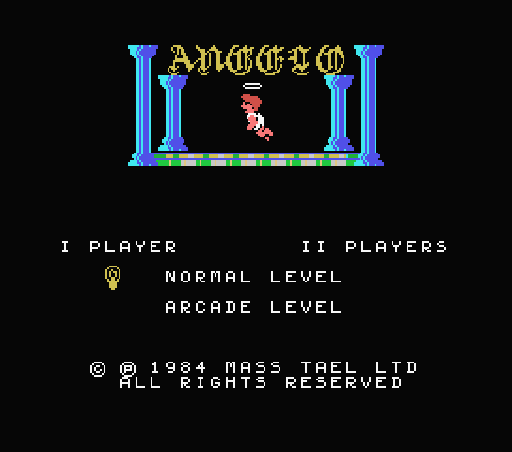 ANGELO
I PLAYER II PLAYERS
NORMAL LEVEL
ARCADE LEVEL
© ℗ 1984 MASS TAEL LTD
ALL RIGHTS RESERVED